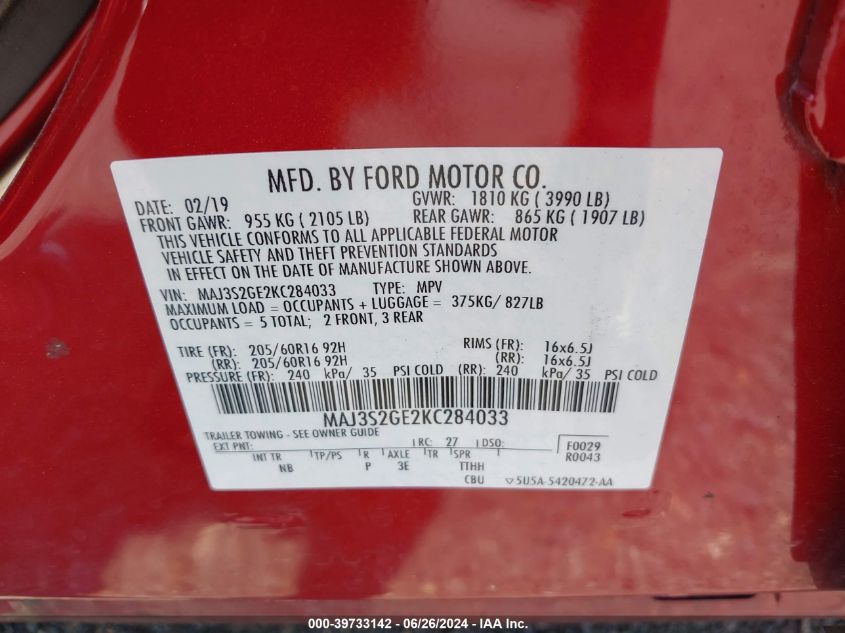 MFD. BY FORD MOTOR CO.
DATE: 02/19 GVWR: 1810 KG ( 3990 LB)
FRONT GAWR: 955 KG ( 2105 LB) REAR GAWR: 865 KG ( 1907 LB)
THIS VEHICLE CONFORMS TO ALL APPLICABLE FEDERAL MOTOR
VEHICLE SAFETY AND THEFT PREVENTION STANDARDS
IN EFFECT ON THE DATE OF MANUFACTURE SHOWN ABOVE.
VIN: MAJ3S2GE2KC284033 TYPE: MPV
MAXIMUM LOAD = OCCUPANTS + LUGGAGE = 375KG/ 827LB
OCCUPANTS = 5 TOTAL; 2 FRONT, 3 REAR
TIRE (FR): 205/60R16 92H RIMS (FR): 16x6.5J
(RR): 205/60R16 92H (RR): 16x6.5J
PRESSURE (FR): 240 kPa/ 35 PSI COLD (RR): 240 kPa/ 35 PSI COLD
MAJ3S2GE2KC284033
TRAILER TOWING - SEE OWNER GUIDE
EXT PNT: RC: 27 DSO: F0029
R0043
INT TR TP/PS R AXLE TR SPR
NB P 3E TTHH
CBU 5U5A-5420472-AA
000-39733142 - 06/26/2024 - IAA Inc.